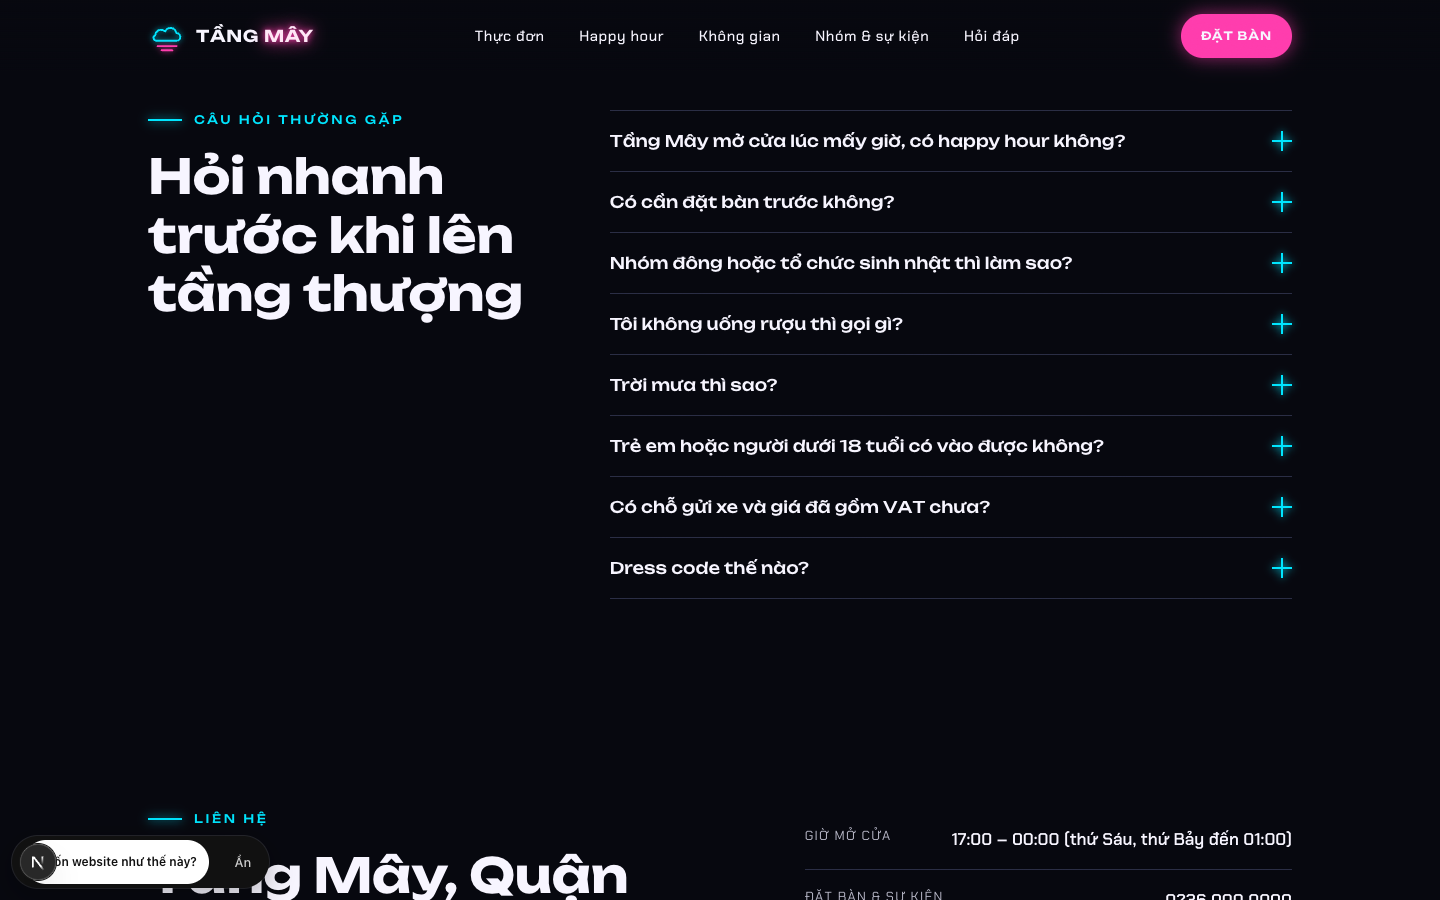 TẦNG MÂY
Thực đơn
Happy hour
Không gian
Nhóm & sự kiện
Hỏi đáp
ĐẶT BÀN
CÂU HỎI THƯỜNG GẶP
Hỏi nhanh
trước khi lên
tầng thượng
Tầng Mây mở cửa lúc mấy giờ, có happy hour không?
Có cần đặt bàn trước không?
Nhóm đông hoặc tổ chức sinh nhật thì làm sao?
Tôi không uống rượu thì gọi gì?
Trời mưa thì sao?
Trẻ em hoặc người dưới 18 tuổi có vào được không?
Có chỗ gửi xe và giá đã gồm VAT chưa?
Dress code thế nào?
LIÊN HỆ
Mây, Quận
GIỜ MỞ CỬA
17:00 – 00:00 (thứ Sáu, thứ Bảy đến 01:00)
ĐẶT BÀN & SỰ KIỆN
website như thế này?
Ẩn